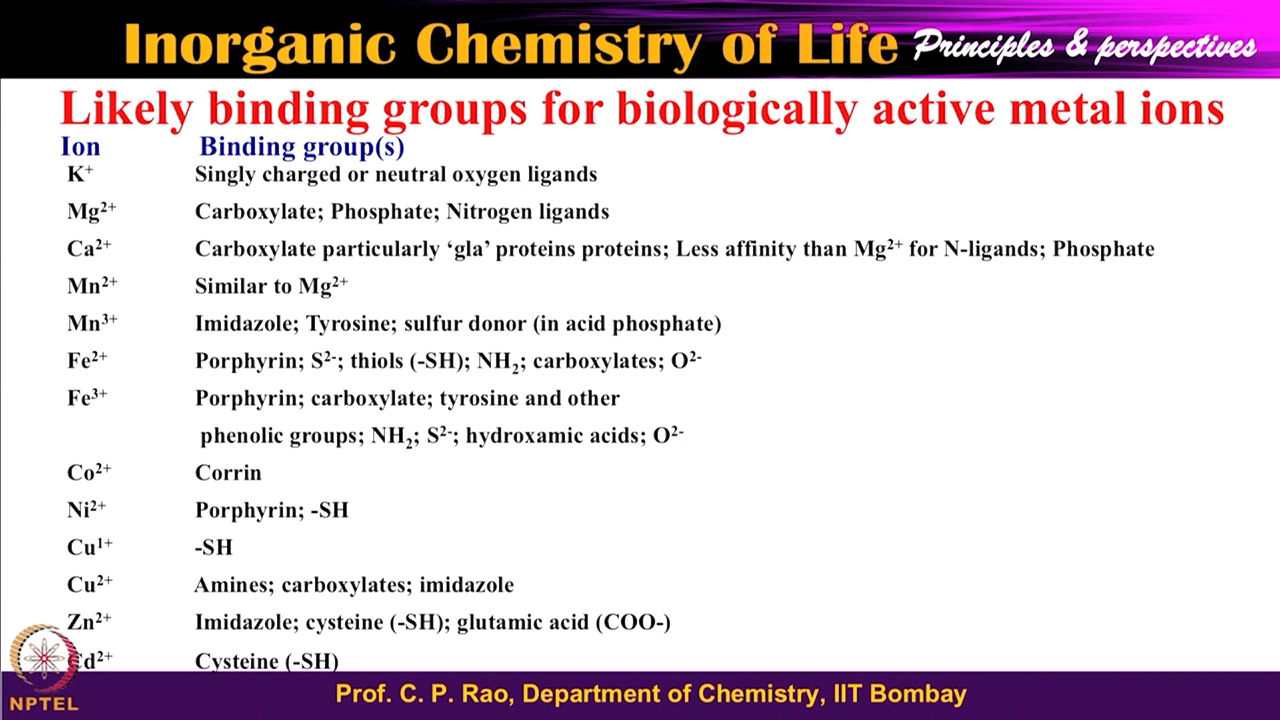 Inorganic Chemistry of Life Principles & perspectives
Likely binding groups for biologically active metal ions
Ion Binding group(s)
K⁺ Singly charged or neutral oxygen ligands
Mg²⁺ Carboxylate; Phosphate; Nitrogen ligands
Ca²⁺ Carboxylate particularly ‘gla’ proteins proteins; Less affinity than Mg²⁺ for N-ligands; Phosphate
Mn²⁺ Similar to Mg²⁺
Mn³⁺ Imidazole; Tyrosine; sulfur donor (in acid phosphate)
Fe²⁺ Porphyrin; S²⁻; thiols (-SH); NH₂; carboxylates; O²⁻
Fe³⁺ Porphyrin; carboxylate; tyrosine and other
phenolic groups; NH₂; S²⁻; hydroxamic acids; O²⁻
Co²⁺ Corrin
Ni²⁺ Porphyrin; -SH
Cu¹⁺ -SH
Cu²⁺ Amines; carboxylates; imidazole
Zn²⁺ Imidazole; cysteine (-SH); glutamic acid (COO-)
Cd²⁺ Cysteine (-SH)
NPTEL
Prof. C. P. Rao, Department of Chemistry, IIT Bombay